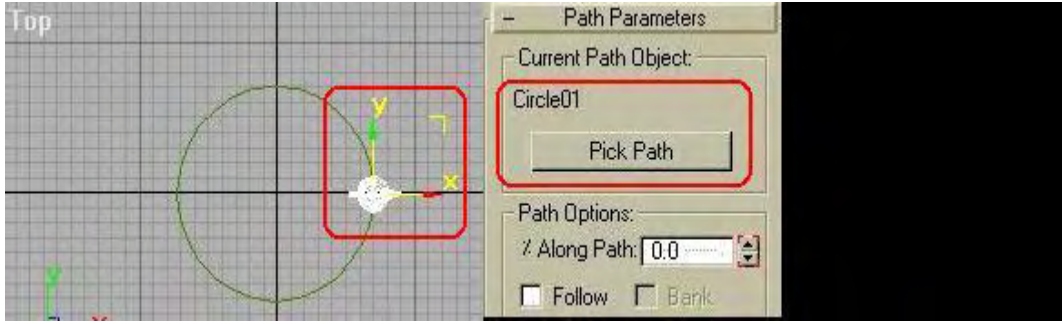 Top
y
x
y
x
- Path Parameters
Current Path Object:
Circle01
Pick Path
Path Options:
% Along Path: 0.0
Follow Bank